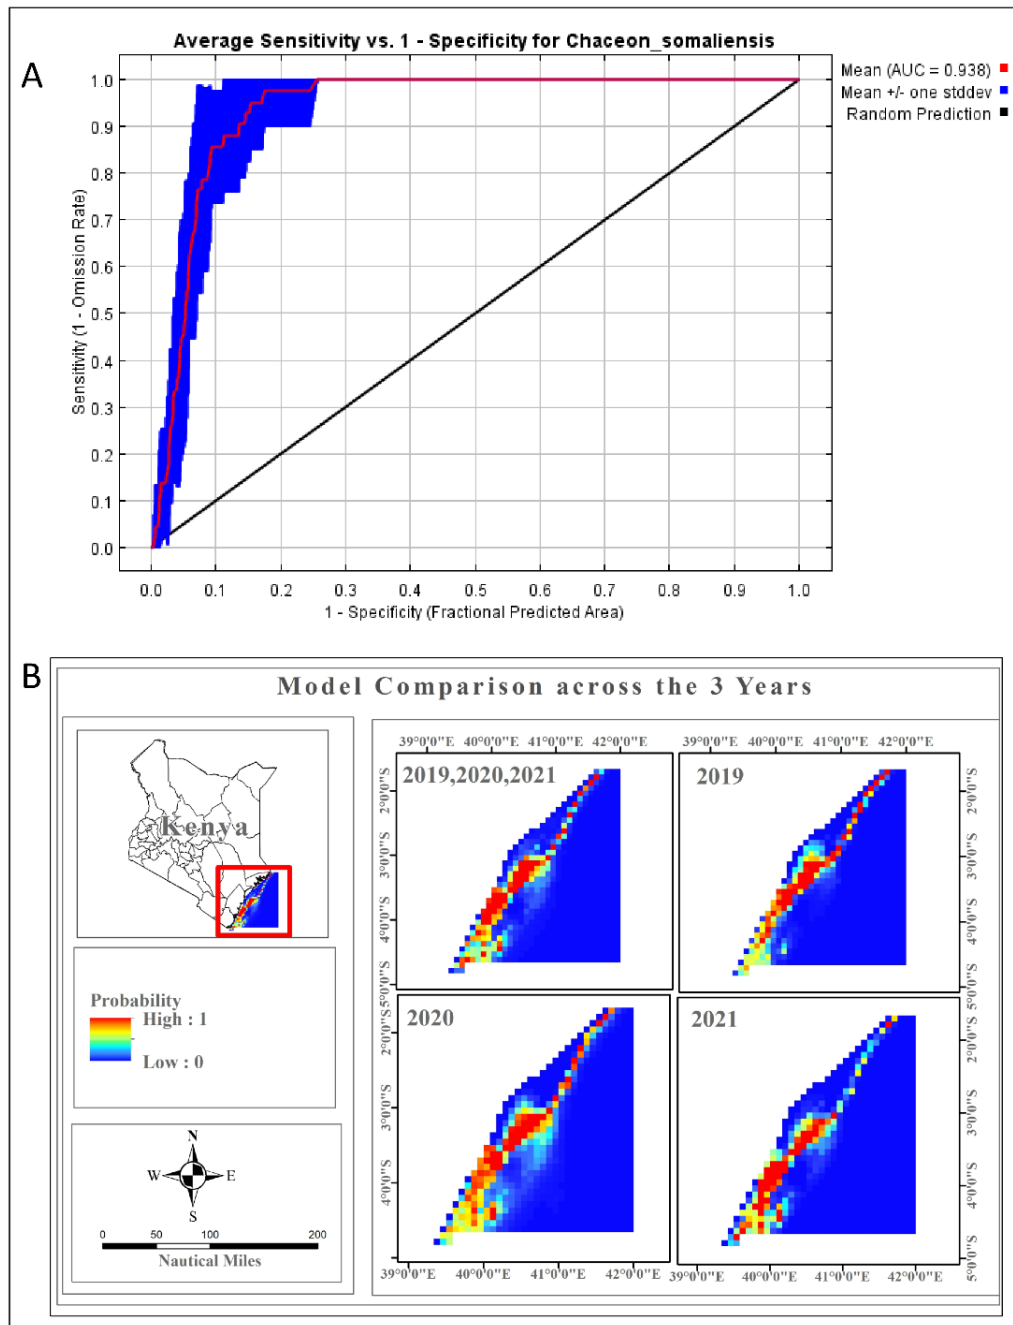 A
Average Sensitivity vs. 1 - Specificity for Chaceon_somaliensis
Mean (AUC = 0.938)
Mean +/- one stddev
Random Prediction
Sensitivity (1 - Omission Rate)
1.0
0.9
0.8
0.7
0.6
0.5
0.4
0.3
0.2
0.1
0.0
0.0 0.1 0.2 0.3 0.4 0.5 0.6 0.7 0.8 0.9 1.0
1 - Specificity (Fractional Predicted Area)
B
Model Comparison across the 3 Years
Kenya
Probability
High : 1
Low : 0
N
W E
S
0 50 100 200
Nautical Miles
39°0'0"E 40°0'0"E 41°0'0"E 42°0'0"E
2019,2020,2021
2°0'0"S
3°0'0"S
4°0'0"S
5°0'0"S
39°0'0"E 40°0'0"E 41°0'0"E 42°0'0"E
2019
2°0'0"S
3°0'0"S
4°0'0"S
5°0'0"S
2020
2°0'0"S
3°0'0"S
4°0'0"S
39°0'0"E 40°0'0"E 41°0'0"E 42°0'0"E
2021
2°0'0"S
3°0'0"S
4°0'0"S
5°0'0"S
39°0'0"E 40°0'0"E 41°0'0"E 42°0'0"E